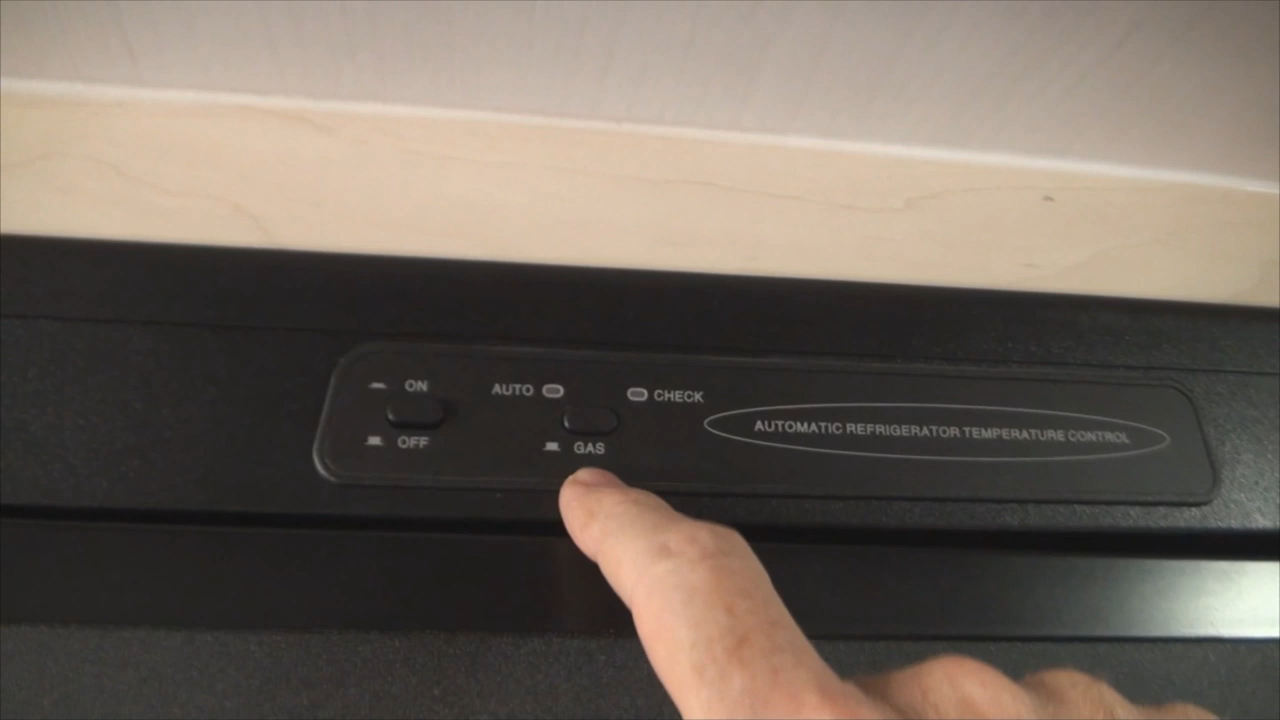 ON
OFF
AUTO
GAS
CHECK
AUTOMATIC REFRIGERATOR TEMPERATURE CONTROL